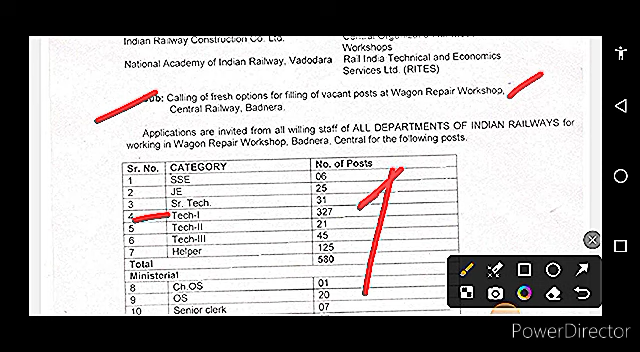 Indian Railway Construction Co. Ltd.
Workshops
National Academy of Indian Railway, Vadodara Rail India Technical and Economics
Services Ltd. (RITES)
Sub: Calling of fresh options for filling of vacant posts at Wagon Repair Workshop,
Central Railway, Badnera.
Applications are invited from all willing staff of ALL DEPARTMENTS OF INDIAN RAILWAYS for
working in Wagon Repair Workshop, Badnera, Central for the following posts.
Sr. No. CATEGORY No. of Posts
1 SSE 06
2 JE 25
3 Sr. Tech. 31
4 Tech-I 327
5 Tech-II 21
6 Tech-III 45
7 Helper 125
Total 580
Ministerial
8 Ch.OS 01
9 OS 20
10 Senior clerk 07
PowerDirector